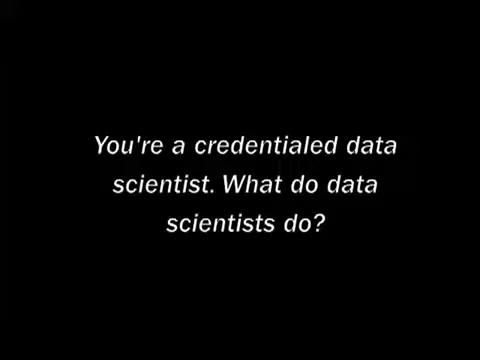 You're a credentialed data
scientist. What do data
scientists do?